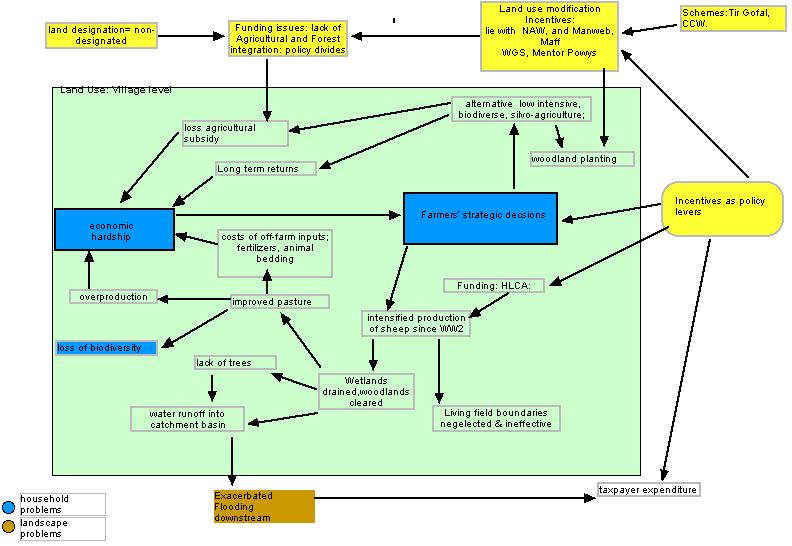 land designation= non-
designated
Funding issues: lack of
Agricultural and Forest
integration: policy divides
Land use modification
Incentives:
lie with NAW, and Manweb,
Maff
WGS, Mentor Powys
Schemes:Tir Gofal,
CCW.
Land Use: Village level
loss agricultural
subsidy
alternative low intensive,
biodiverse, silvo-agriculture;
woodland planting
Long term returns
economic
hardship
Farmers' strategic decsions
Incentives as policy
levers
costs of off-farm inputs;
fertilizers, animal
bedding
Funding: HLCA:
overproduction
improved pasture
intensified production
of sheep since WW2
loss of biodiversity
lack of trees
Wetlands
drained,woodlands
cleared
water runoff into
catchment basin
Living field boundaries
negelected & ineffective
Exacerbated
Flooding
downstream
taxpayer expenditure
household
problems
landscape
problems